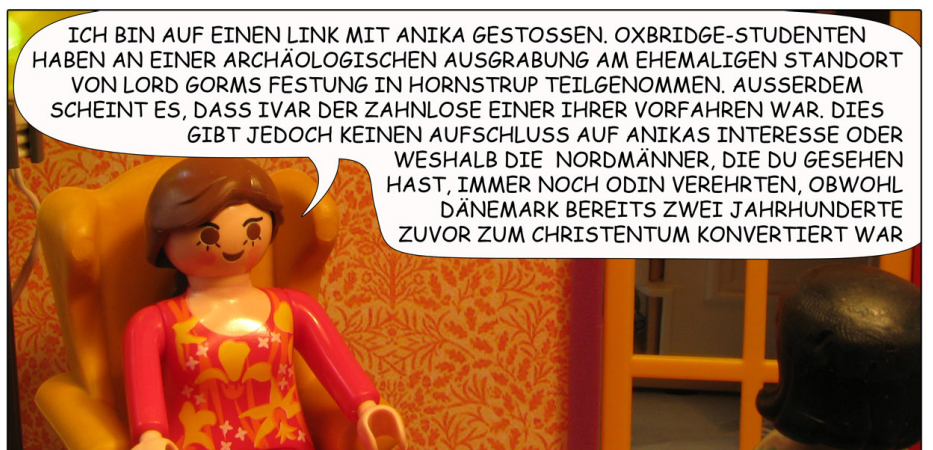 ICH BIN AUF EINEN LINK MIT ANIKA GESTOSSEN. OXBRIDGE-STUDENTEN
HABEN AN EINER ARCHÄOLOGISCHEN AUSGRABUNG AM EHEMALIGEN STANDORT
VON LORD GORMS FESTUNG IN HORNSTRUP TEILGENOMMEN. AUSSERDEM
SCHEINT ES, DASS IVAR DER ZAHNLOSE EINER IHRER VORFAHREN WAR. DIES
GIBT JEDOCH KEINEN AUFSCHLUSS AUF ANIKAS INTERESSE ODER
WESHALB DIE NORDMÄNNER, DIE DU GESEHEN
HAST, IMMER NOCH ODIN VEREHRTEN, OBWOHL
DÄNEMARK BEREITS ZWEI JAHRHUNDERTE
ZUVOR ZUM CHRISTENTUM KONVERTIERT WAR